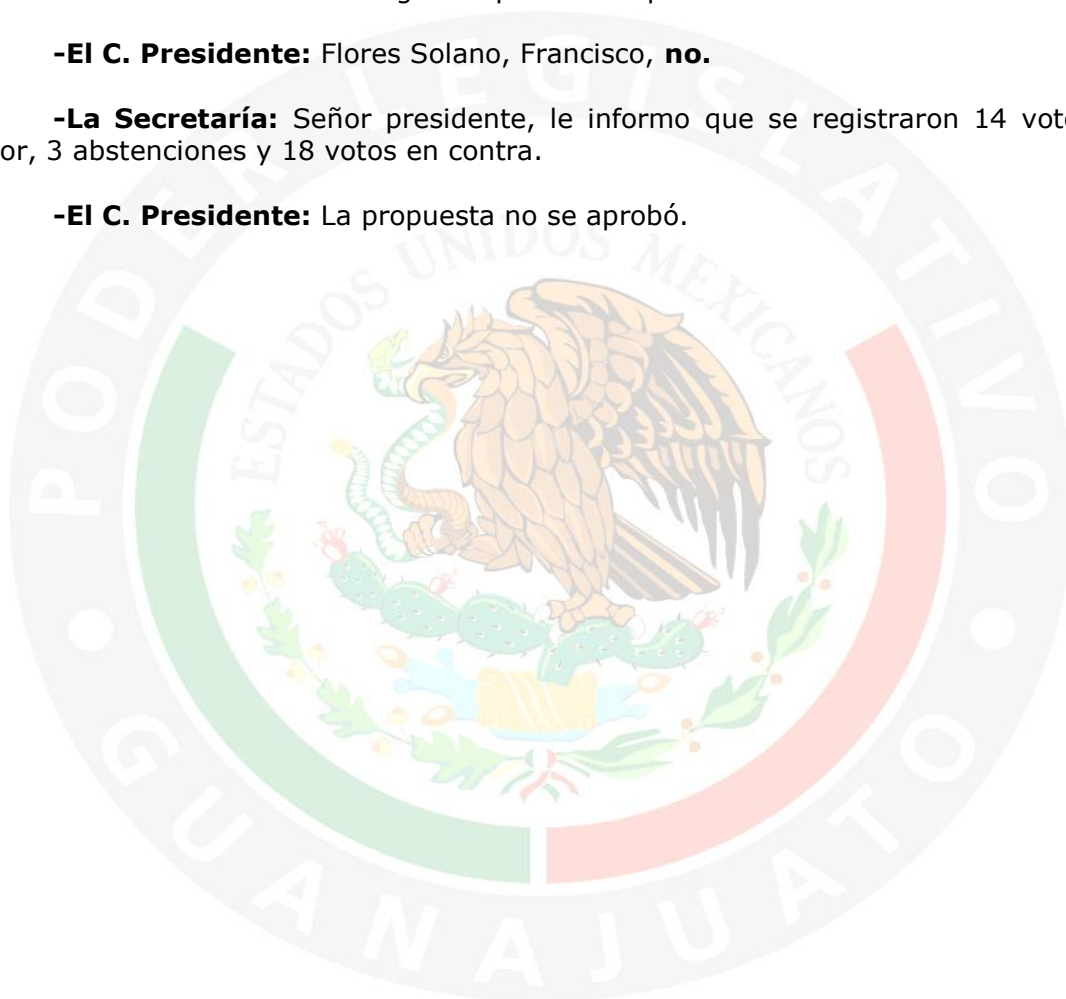 -El C. Presidente: Flores Solano, Francisco, no.
-La Secretaría: Señor presidente, le informo que se registraron 14
or, 3 abstenciones y 18 votos en contra.
-El C. Presidente: La propuesta no se aprobó.
PODER LEGISLATIVO
ESTADOS UNIDOS MEXICANOS
GUANAJUATO